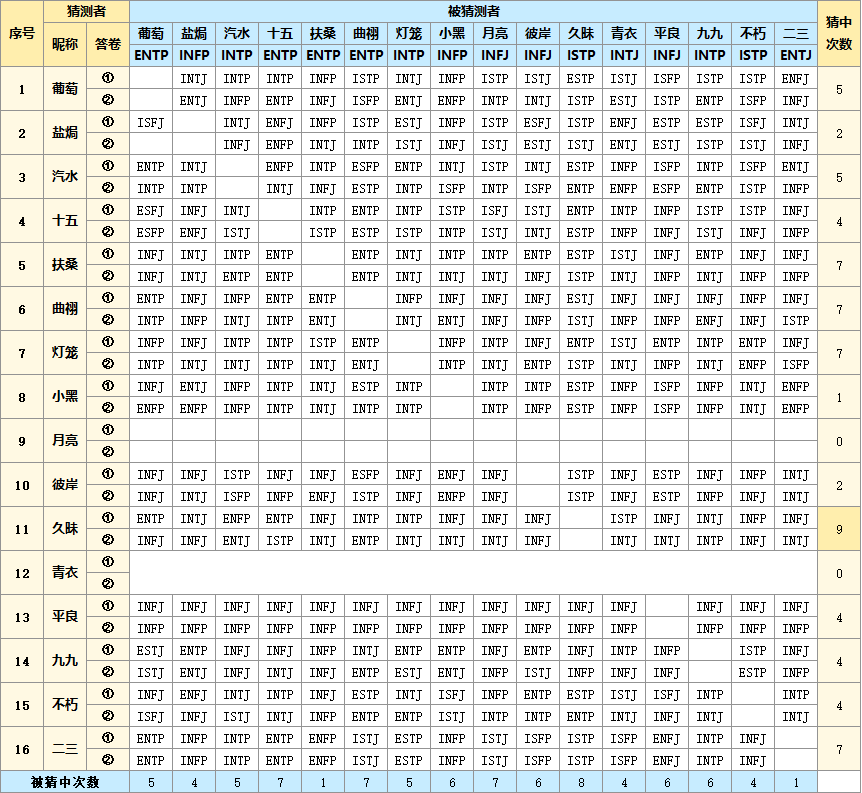 序号 猜测者 被猜测者 猜中次数
昵称 答卷 葡萄 盐焗 汽水 十五 扶桑 曲祤 灯笼 小黑 月亮 彼岸 久昧 青衣 平良 九九 不朽 二三
ENTP INFP INTP ENTP ENTP ENTP INTP INFP INFJ INFJ ISTP INTJ INFJ INTP ISTP ENTJ
1 葡萄 ① INTJ INTP INTP INFP ISTP INTJ INFP ISTP ISTJ ESTP ISTJ ISFP ISTP ISTP ENFJ 5
② ENTJ INFP ENTP INFJ ISFP ENTJ ENFP INTP INTJ ISTP ESTJ ISTP ENTP ISFP INFJ
2 盐焗 ① ISFJ INTJ ENFJ INFP ISTP ESTJ INFP ISTP ESFJ ISTP ENFJ ESTP ESTP ISFJ INTJ 2
② INFJ ENFP INTJ INTP ISTJ INFJ ISTJ ESTJ ISTJ ESTJ ENTJ ESTJ ISTJ INFJ
3 汽水 ① ENTP INTJ ENFP INTP ESFP ENTP INTJ ISTP INTJ ESTP INFP ISFP INTP ISFP ENTJ 5
② INTP INTP INTJ INFJ ESTP INTP ISFP INTP ISFP ENTP ENFP ESFP ENTP ISTP INFP
4 十五 ① ESFJ INFJ INTJ INTP ENTP INTP ISTP ISFJ ISTJ ENTP INTP INFP ISTP ISTP INFJ 4
② ESFP ENFJ ISTJ ISTP ESTP ISTP INTP ISTJ INTJ ESTP INFP INFJ ISTJ INTJ INFP
5 扶桑 ① INFJ INTJ INTP ENTP ENTP INTJ INTP INTP ENTP ESTP ISTJ INFJ ENTP INFJ INFJ 7
② INFJ INTJ ENTP ENTP ENTP INTJ INTJ INTJ INFJ ISTP INTJ INFP INTP INTJ INFP
6 曲祤 ① ENTP INFJ INFP ENTP ENTP INFP INFJ INFJ INFJ ESTJ INFJ INFJ INFJ INFP INFJ 7
② INTP INFP INTJ INTP ENTJ INTJ ENTJ INFJ INFP ISTJ INFP INFP ENFJ INFJ ISTP
7 灯笼 ① INFP INFJ INTP INTP ISTP ENTP INFP INTP INFJ ENTP ISTJ ENTP INTP ENTP INFJ 7
② INTP INTJ INTJ INTP INTJ ENTJ INTP INTJ ENTP ISTP INTJ INFJ INTJ ENFP ISFP
8 小黑 ① INFJ ENTJ INFP INTP INTJ ESTP INTP INTP INTP ESTP INFP ISFP INFP INTJ ENFP 1
② ENFP ENFP INFP INTP INTJ INTP INTP INTP INFP ESTP INFP ISFP INFP INTJ ENFP
9 月亮 ① 0
②
10 彼岸 ① INFJ INFJ ISTP INFJ INFJ ESFP INFJ ENFJ INFJ ISTP INFJ ESTP INFJ INFP INTJ 2
② INFJ INTJ ISFP INFP ENFJ ISTP INFJ ENFP INFJ ISTP INFJ ESTP INFP INFJ INTJ
11 久昧 ① ENTP INTJ ENFP ENTP INFJ INTP INTP INFJ INFJ INFJ ISTP INFJ INTJ INFP INFJ 9
② INFJ INFJ ENTJ ISTP INTJ ENTP INTJ INTJ INTJ INFJ INTJ INTJ INTP INFJ INTJ
12 青衣 ① 0
②
13 平良 ① INFJ INFJ INFJ INFJ INFJ INFJ INFJ INFJ INFJ INFJ INFJ INFJ INFJ INFJ INFJ 4
② INFP INFP INFP INFP INFP INFP INFP INFP INFP INFP INFP INFP INFP INFP INFP
14 九九 ① ESTJ INFJ INFJ INFP INTJ ENTP ENTP INFJ ENTP INFJ INTP INFP ISTP INFJ 4
② ISTJ ENTJ INFJ INTJ INFJ ENTP ESTJ ENTJ INFP ISTJ INFP INFJ INFJ ESTP INFP
15 不朽 ① INFJ ENFJ INTJ INTP INFJ ESTP INTJ ISFJ INFP ENTP ESTP ISTJ ISFJ INTP INTP 4
② ISFJ INFJ ISTJ INTJ INFP ENTP ENTP ISTJ INTP INTP ENTP INTJ INFJ INTJ INTJ
16 二三 ① ENTP INFP INTP ENTP ENFP ISTJ ESTP INFP ISTJ ISFP ISTP ISFP ENFJ INTP INFJ 7
② ENTP INFP INTP ENTP ENFP ISTJ ESTP INFP INFJ ISFP ISTP ISFP ENFJ INTP INFJ
被猜中次数 5 4 5 7 1 7 5 6 7 6 8 4 6 6 4 1